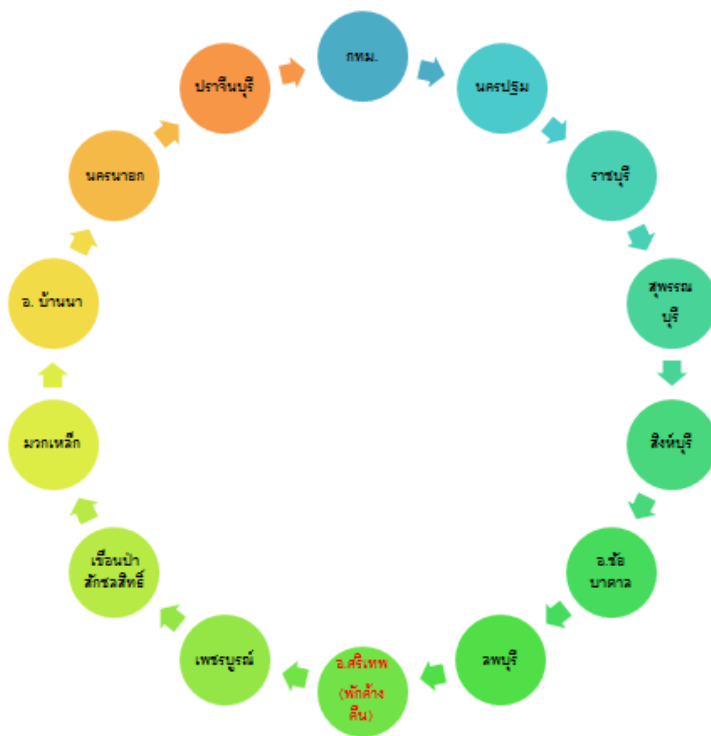 กทม.
นครปฐม
ราชบุรี
สุพรรณ
บุรี
สิงห์บุรี
อ.ชัย
บาดาล
ลพบุรี
อ.ศรีเทพ
(พักค้าง
คืน)
เพชรบูรณ์
เขื่อนป่า
สักชลสิทธิ์
มวกเหล็ก
อ. บ้านนา
นครนายก
ปราจีนบุรี